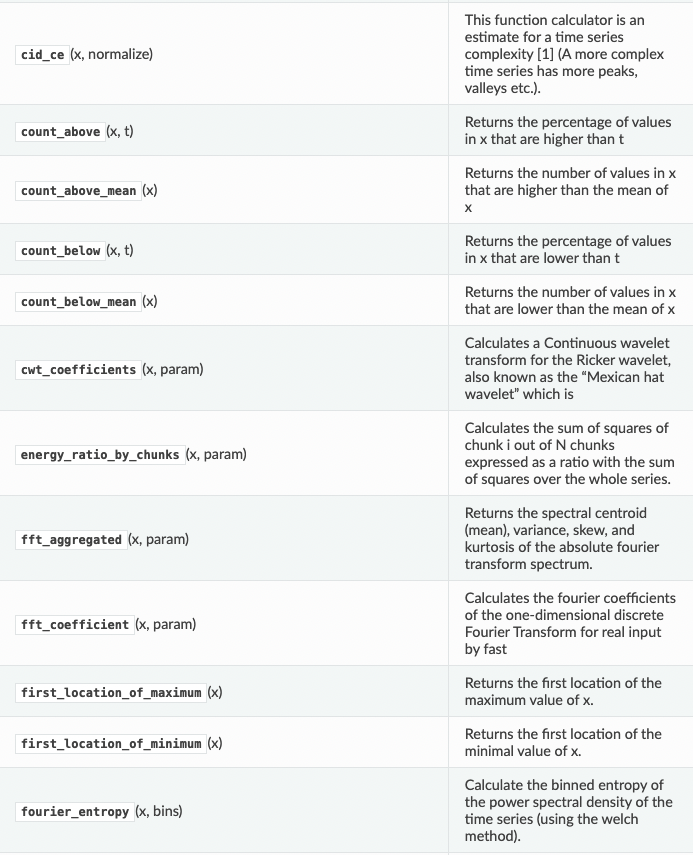 This function calculator is an
estimate for a time series
cid_ce (x, normalize)
complexity [1] (A more complex
time series has more peaks,
valleys etc.).
count_above (x, t)
Returns the percentage of values
in x that are higher than t
count_above_mean (x)
Returns the number of values in x
that are higher than the mean of
x
count_below (x, t)
Returns the percentage of values
in x that are lower than t
count_below_mean (x)
Returns the number of values in x
that are lower than the mean of x
cwt_coefficients (x, param)
Calculates a Continuous wavelet
transform for the Ricker wavelet,
also known as the “Mexican hat
wavelet” which is
energy_ratio_by_chunks (x, param)
Calculates the sum of squares of
chunk i out of N chunks
expressed as a ratio with the sum
of squares over the whole series.
fft_aggregated (x, param)
Returns the spectral centroid
(mean), variance, skew, and
kurtosis of the absolute fourier
transform spectrum.
fft_coefficient (x, param)
Calculates the fourier coefficients
of the one-dimensional discrete
Fourier Transform for real input
by fast
first_location_of_maximum (x)
Returns the first location of the
maximum value of x.
first_location_of_minimum (x)
Returns the first location of the
minimal value of x.
fourier_entropy (x, bins)
Calculate the binned entropy of
the power spectral density of the
time series (using the welch
method).